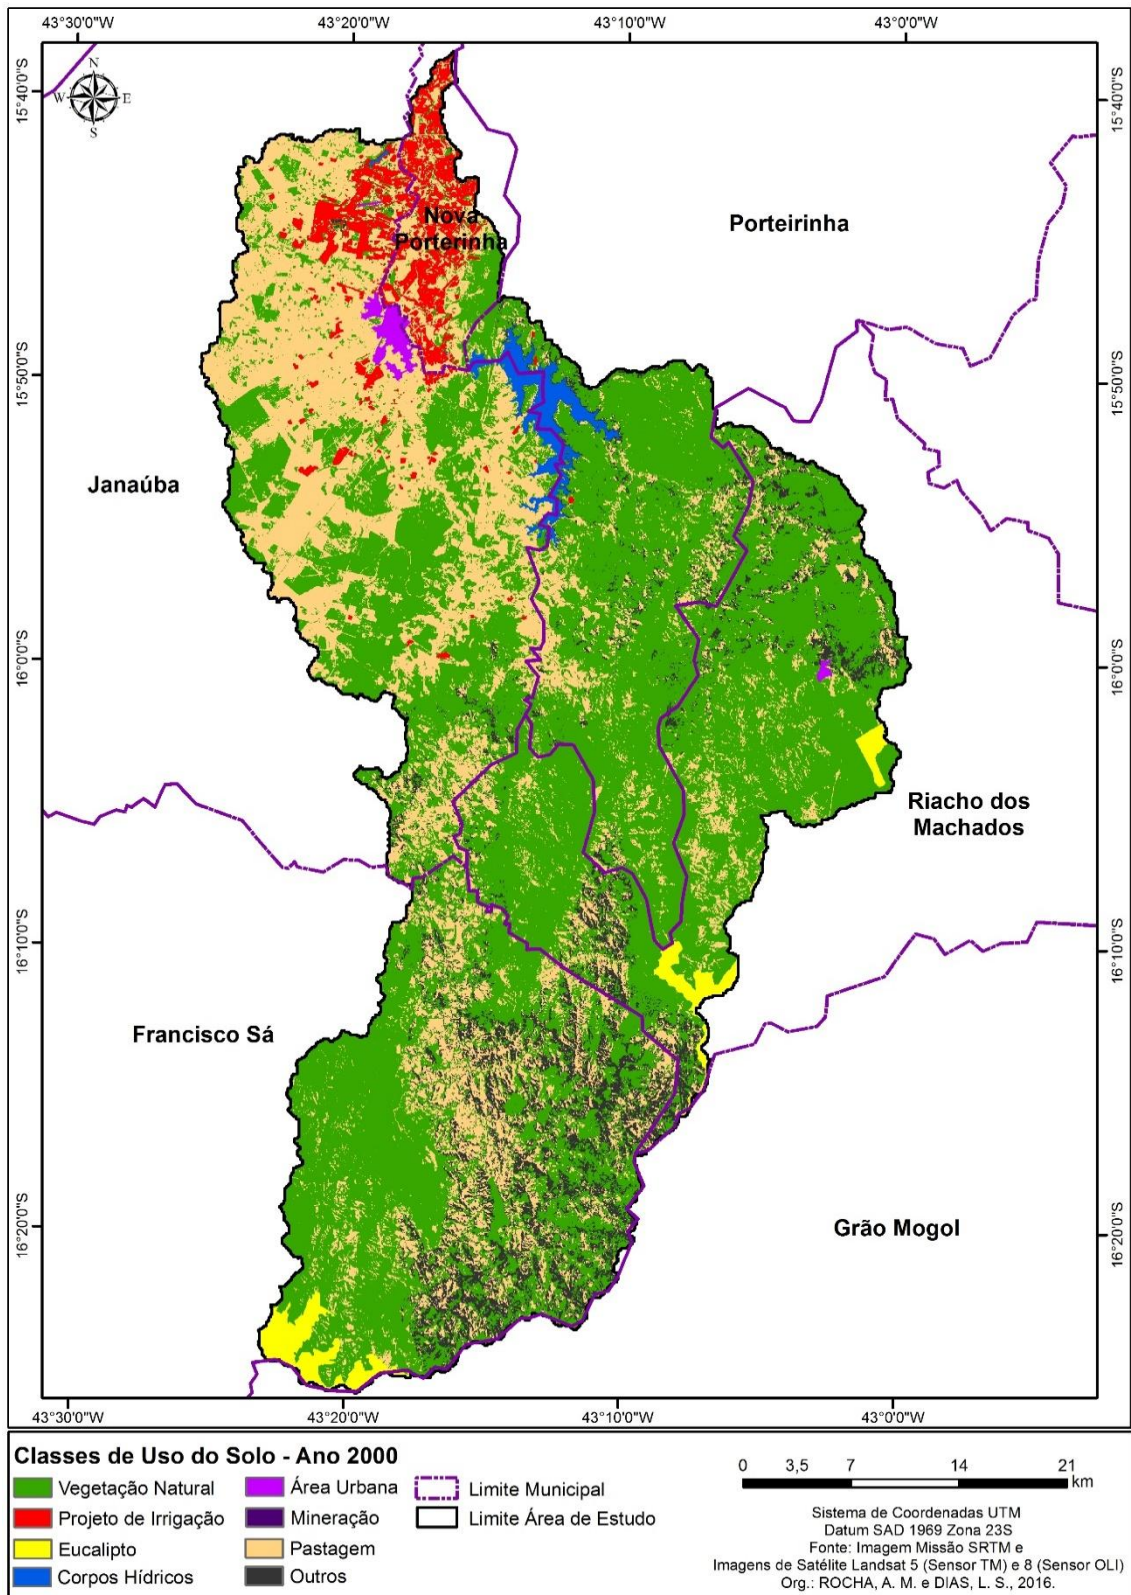 43°30'0"W 43°20'0"W 43°10'0"W 43°0'0"W
N
W E
S
15°40'0"S
15°40'0"S
Nova
Porterinha
Porteirinha
15°50'0"S
15°50'0"S
Janaúba
16°0'0"S
16°0'0"S
Riacho dos
Machados
16°10'0"S
16°10'0"S
Francisco Sá
16°20'0"S
16°20'0"S
Grão Mogol
43°30'0"W 43°20'0"W 43°10'0"W 43°0'0"W
Classes de Uso do Solo - Ano 2000
Vegetação Natural
Projeto de Irrigação
Eucalipto
Corpos Hídricos
Área Urbana
Mineração
Pastagem
Outros
Limite Municipal
Limite Área de Estudo
0 3,5 7 14 21
km
Sistema de Coordenadas UTM
Datum SAD 1969 Zona 23S
Fonte: Imagem Missão SRTM e
Imagens de Satélite Landsat 5 (Sensor TM) e 8 (Sensor OLI)
Org.: ROCHA, A. M. e DIAS, L. S., 2016.